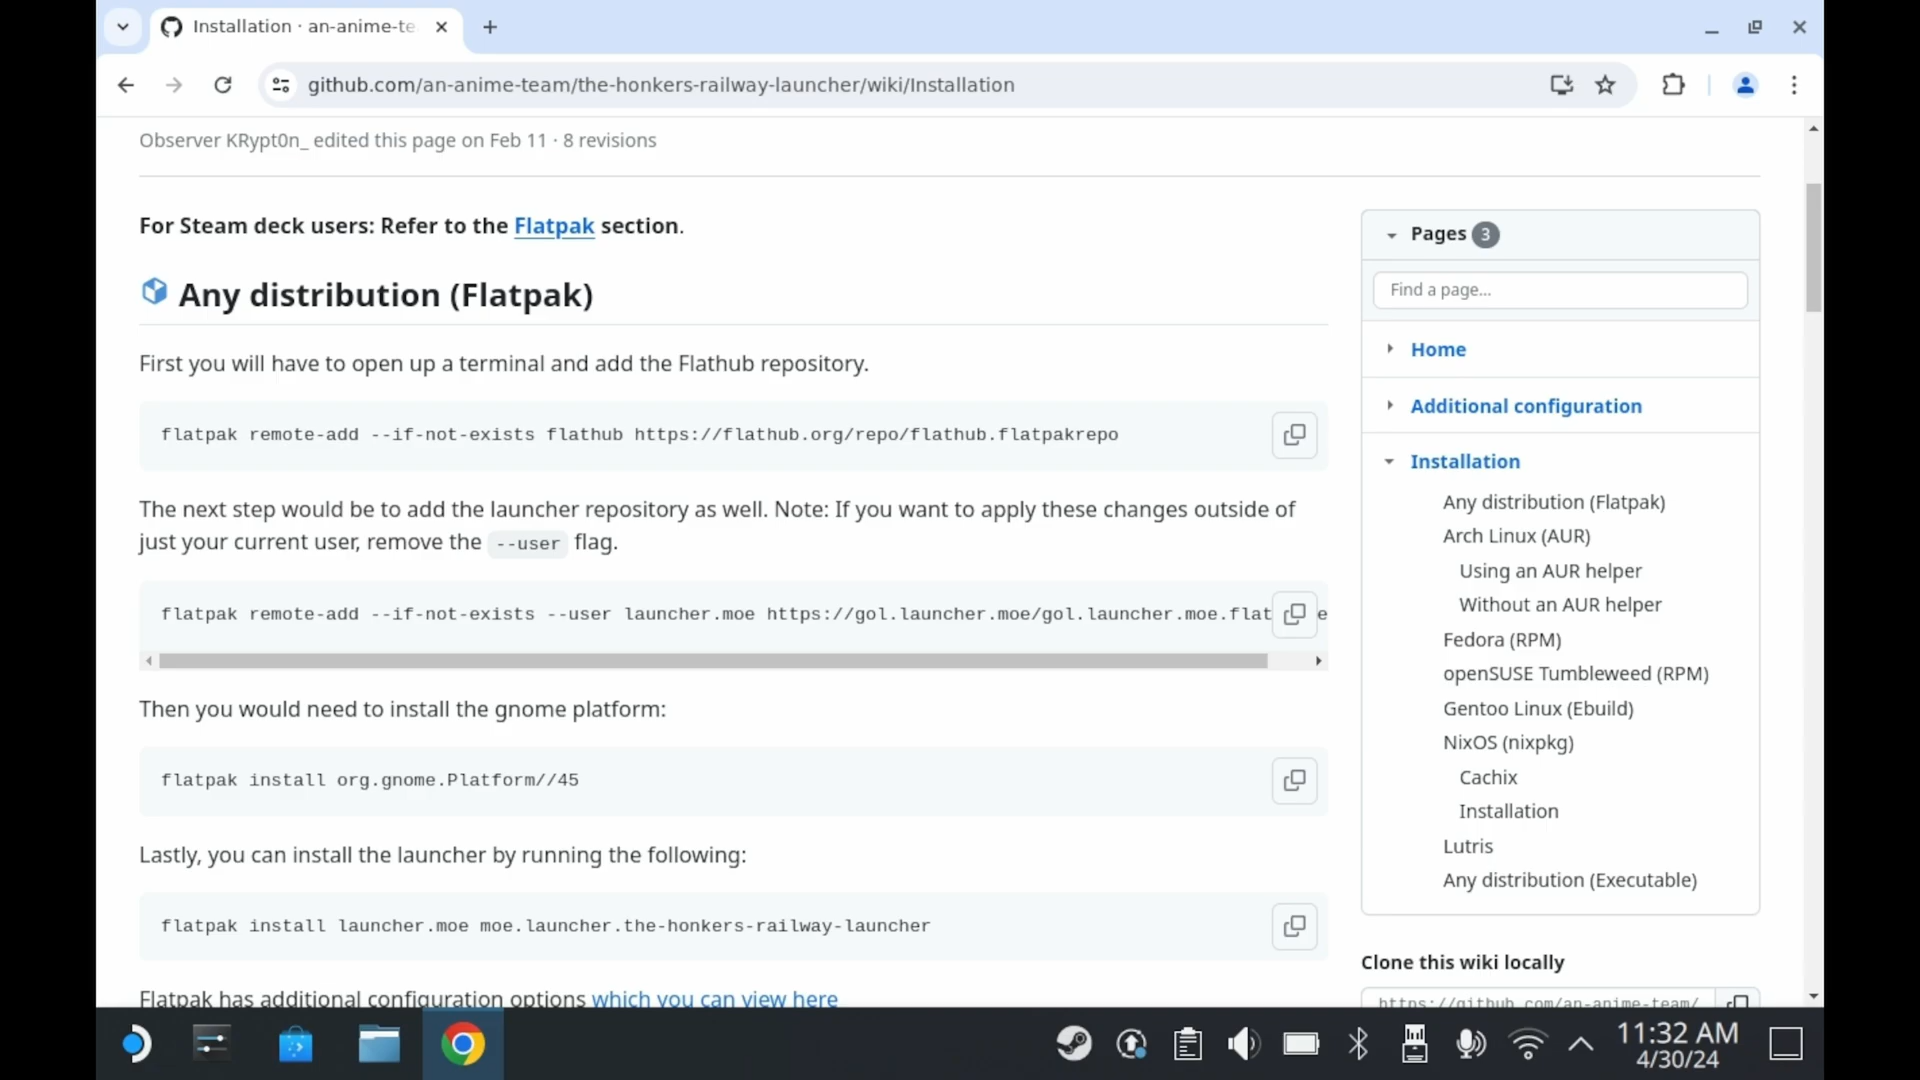 Installation · an-anime-te
github.com/an-anime-team/the-honkers-railway-launcher/wiki/Installation
Observer KRypt0n_ edited this page on Feb 11 · 8 revisions
For Steam deck users: Refer to the Flatpak section.
Any distribution (Flatpak)
First you will have to open up a terminal and add the Flathub repository.
flatpak remote-add --if-not-exists flathub https://flathub.org/repo/flathub.flatpakrepo
The next step would be to add the launcher repository as well. Note: If you want to apply these changes outside of
just your current user, remove the --user flag.
flatpak remote-add --if-not-exists --user launcher.moe https://gol.launcher.moe/gol.launcher.moe.flat e
Then you would need to install the gnome platform:
flatpak install org.gnome.Platform//45
Lastly, you can install the launcher by running the following:
flatpak install launcher.moe moe.launcher.the-honkers-railway-launcher
Flatpak has additional configuration options which you can view here
Pages 3
Find a page...
Home
Additional configuration
Installation
Any distribution (Flatpak)
Arch Linux (AUR)
Using an AUR helper
Without an AUR helper
Fedora (RPM)
openSUSE Tumbleweed (RPM)
Gentoo Linux (Ebuild)
NixOS (nixpkg)
Cachix
Installation
Lutris
Any distribution (Executable)
Clone this wiki locally
https://github.com/an-anime-team/
11:32 AM
4/30/24